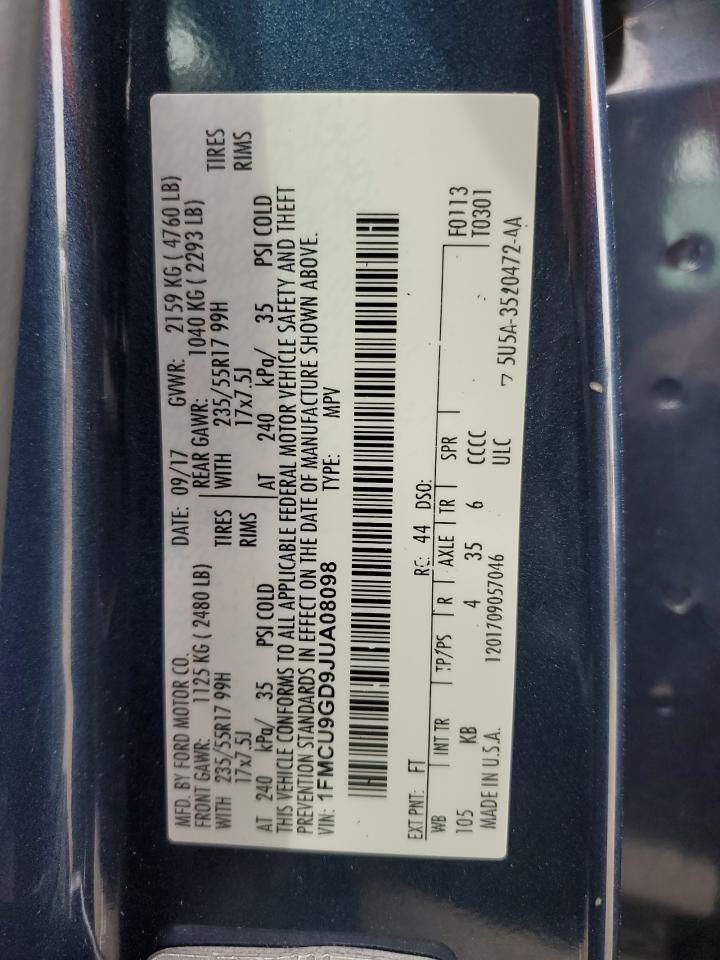 MFD. BY FORD MOTOR CO. DATE: 09/17 GVWR: 2159 KG ( 4760 LB)
FRONT GAWR: 1125 KG ( 2480 LB) REAR GAWR: 1040 KG ( 2293 LB)
WITH 235/55R17 99H TIRES WITH 235/55R17 99H TIRES
17x7.5J RIMS 17x7.5J RIMS
AT 240 kPa/ 35 PSI COLD AT 240 kPa/ 35 PSI COLD
THIS VEHICLE CONFORMS TO ALL APPLICABLE FEDERAL MOTOR VEHICLE SAFETY AND THEFT
PREVENTION STANDARDS IN EFFECT ON THE DATE OF MANUFACTURE SHOWN ABOVE.
VIN: 1FMCU9GD9JUA08098 TYPE: MPV
EXT PNT: FT RC: 44 DSO:
WB INT TR TP/PS R AXLE TR SPR F0113
105 KB 4 35 6 CCCC T0301
MADE IN U.S.A. 1201709057046 ULC 5U5A-3520472-AA